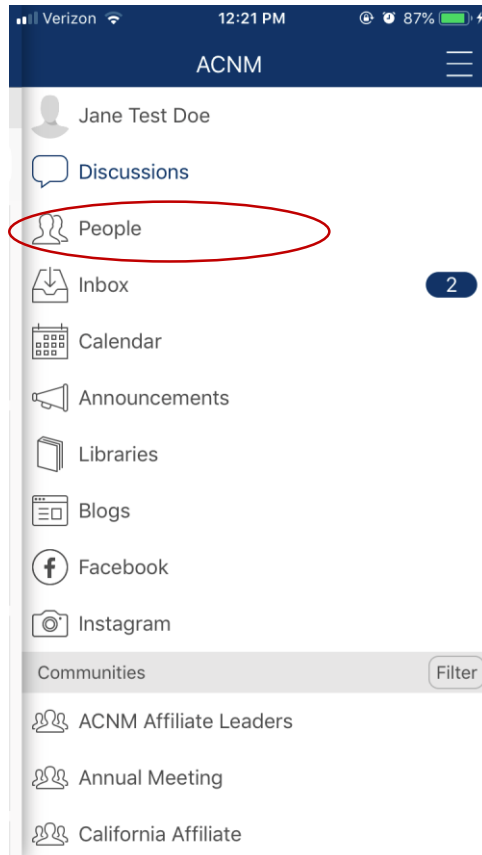 Verizon 12:21 PM 87%
ACNM
Jane Test Doe
Discussions
People
Inbox 2
Calendar
Announcements
Libraries
Blogs
Facebook
Instagram
Communities Filter
ACNM Affiliate Leaders
Annual Meeting
California Affiliate